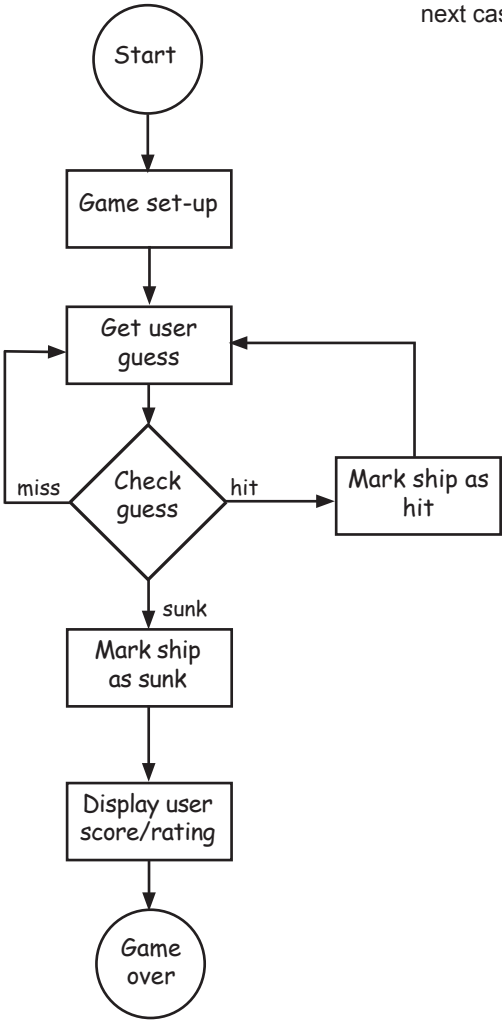 next cas
Start
Game set-up
Get user
guess
Check
guess
miss
hit
Mark ship as
hit
sunk
Mark ship
as sunk
Display user
score/rating
Game
over